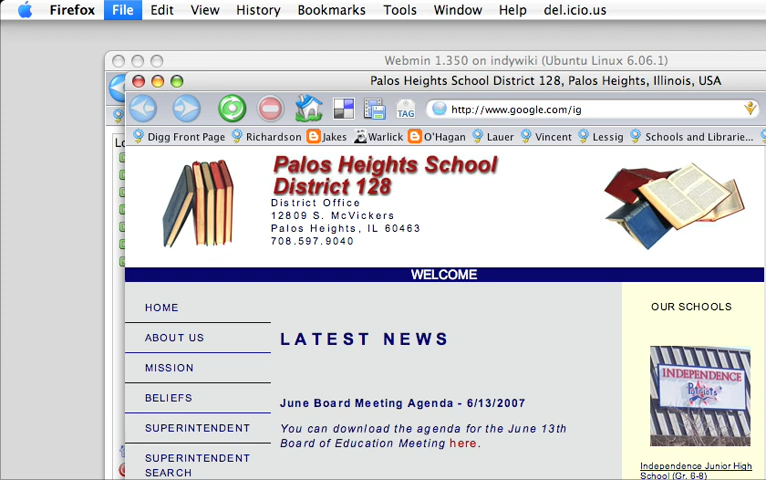 Firefox File Edit View History Bookmarks Tools Window Help del.icio.us
Webmin 1.350 on indywiki (Ubuntu Linux 6.06.1)
Palos Heights School District 128, Palos Heights, Illinois, USA
TAG http://www.google.com/ig
Digg Front Page Richardson Jakes Warlick O'Hagan Lauer Vincent Lessig Schools and Librarie...
Lo
Palos Heights School
District 128
District Office
12809 S. McVickers
Palos Heights, IL 60463
708.597.9040
WELCOME
HOME
ABOUT US
MISSION
BELIEFS
SUPERINTENDENT
SUPERINTENDENT
SEARCH
LATEST NEWS
June Board Meeting Agenda - 6/13/2007
You can download the agenda for the June 13th
Board of Education Meeting here.
OUR SCHOOLS
INDEPENDENCE
Patriots
Independence Junior High
School (Gr. 6-8)